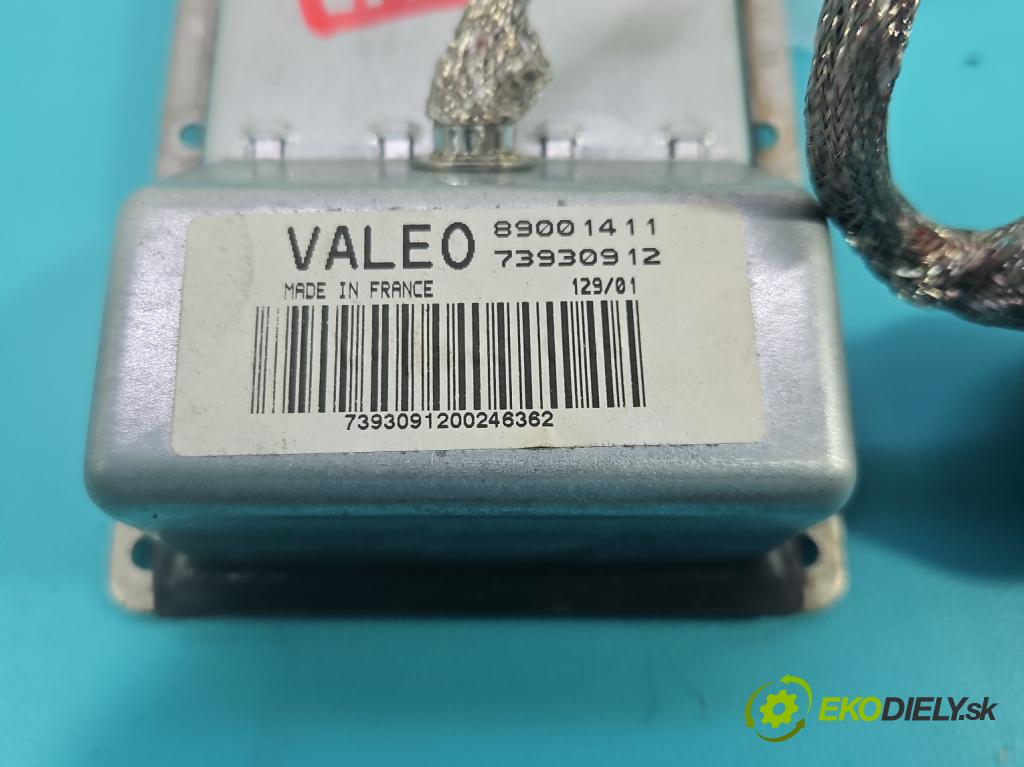 VALEO 89001411
73930912
MADE IN FRANCE 129/01
7393091200246362
EKODIELY.sk